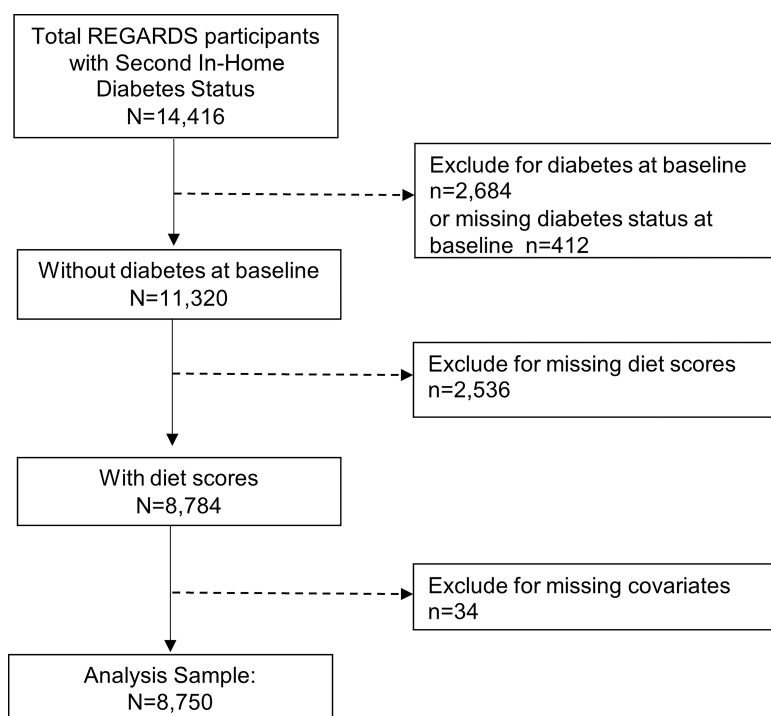 Total REGARDS participants
with Second In-Home
Diabetes Status
N=14,416
Exclude for diabetes at baseline
n=2,684
or missing diabetes status at
baseline n=412
Without diabetes at baseline
N=11,320
Exclude for missing diet scores
n=2,536
With diet scores
N=8,784
Exclude for missing covariates
n=34
Analysis Sample:
N=8,750